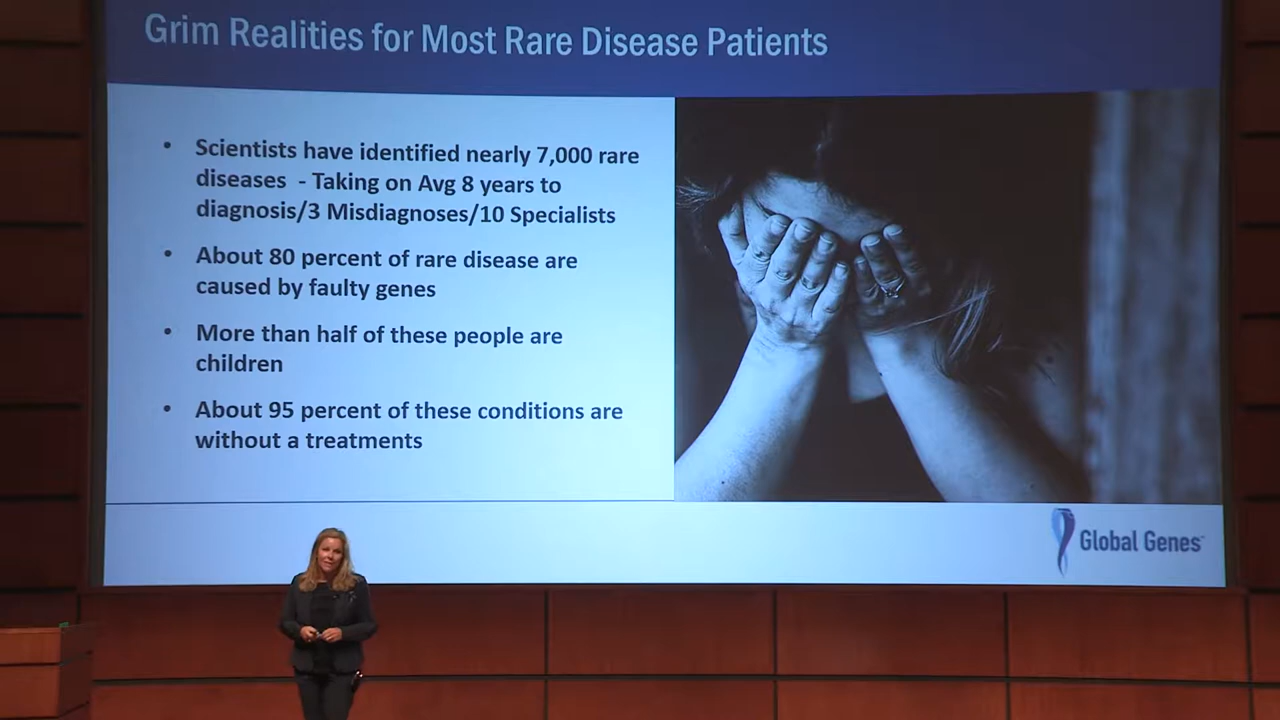 Grim Realities for Most Rare Disease Patients
• Scientists have identified nearly 7,000 rare
diseases - Taking on Avg 8 years to
diagnosis/3 Misdiagnoses/10 Specialists
• About 80 percent of rare disease are
caused by faulty genes
• More than half of these people are
children
• About 95 percent of these conditions are
without a treatments
Global Genes